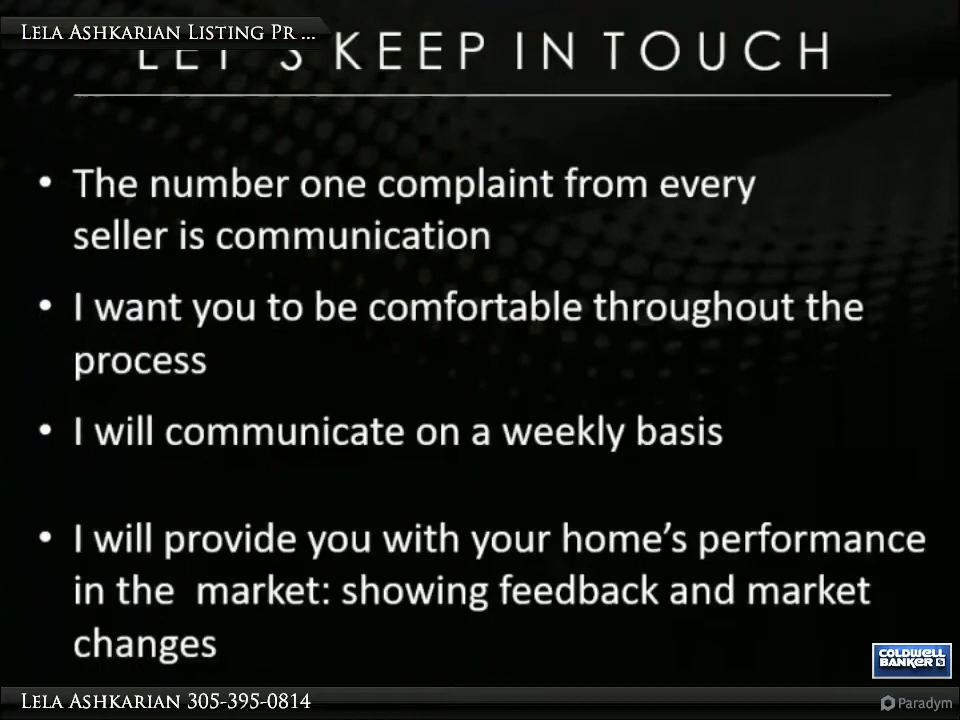 LELA ASHKARIAN LISTING PR ...
LET'S KEEP IN TOUCH
• The number one complaint from every
seller is communication
• I want you to be comfortable throughout the
process
• I will communicate on a weekly basis
• I will provide you with your home's performance
in the market: showing feedback and market
changes
COLDWELL
BANKER
LELA ASHKARIAN 305-395-0814
Paradym